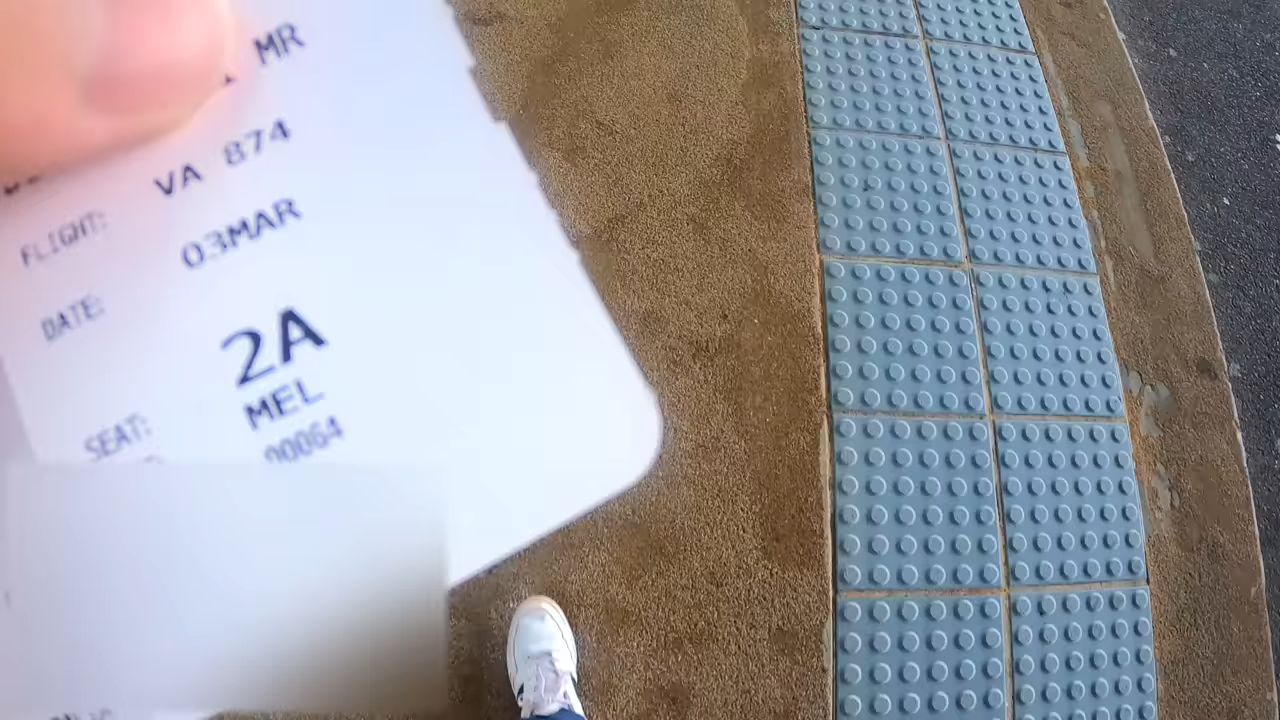 MR
FLIGHT: VA 874
DATE: 03MAR
SEAT: 2A
MEL
00064